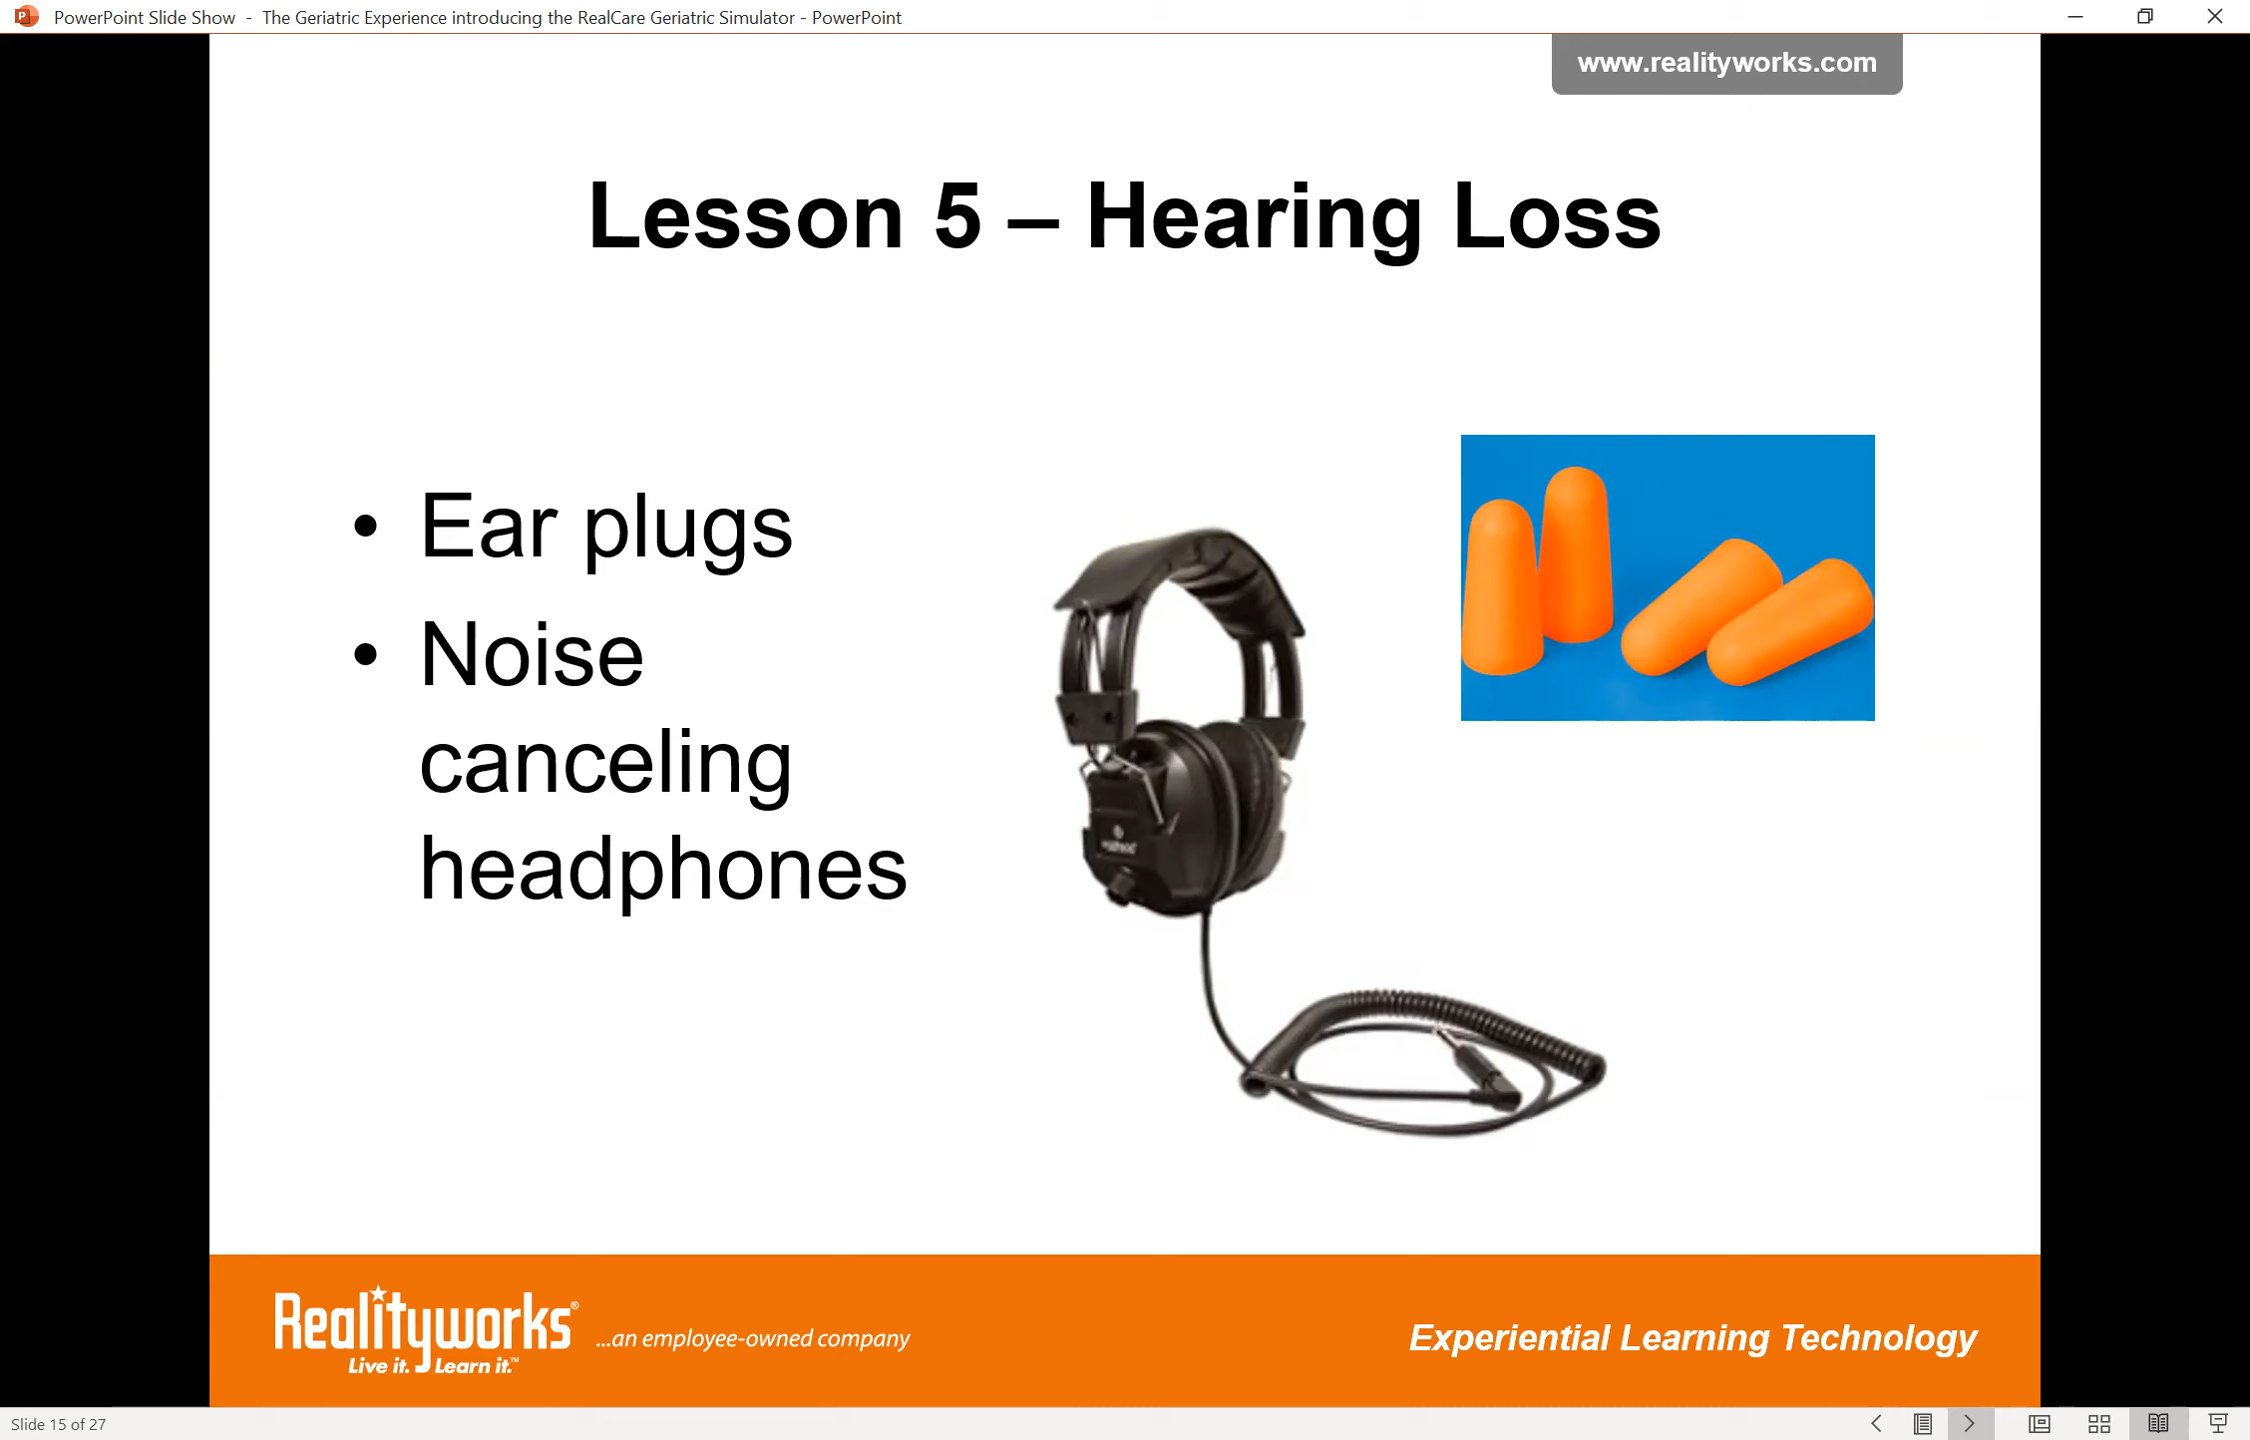 PowerPoint Slide Show - The Geriatric Experience introducing the RealCare Geriatric Simulator - PowerPoint
www.realityworks.com
Lesson 5 – Hearing Loss
• Ear plugs
• Noise
canceling
headphones
Realityworks® ...an employee-owned company
Live it. Learn it.™
Experiential Learning Technology
Slide 15 of 27